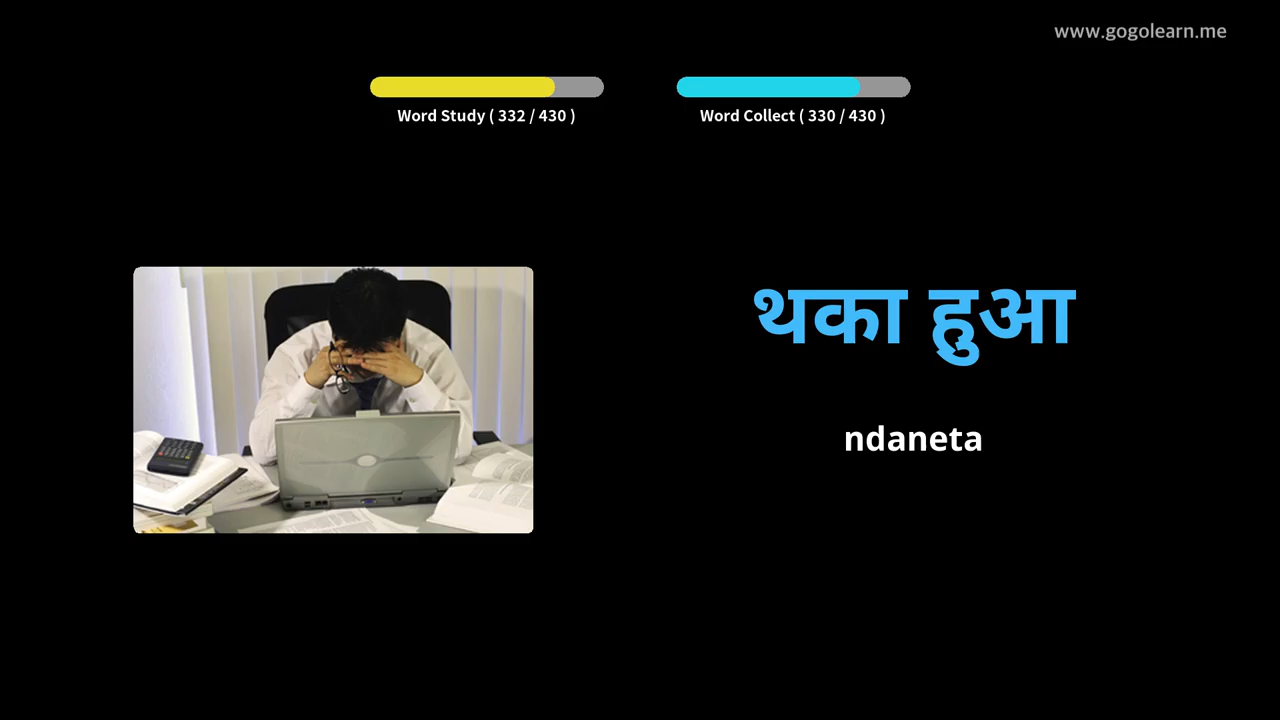 www.gogolearn.me
Word Study ( 332 / 430 )
Word Collect ( 330 / 430 )
थका हुआ
ndaneta